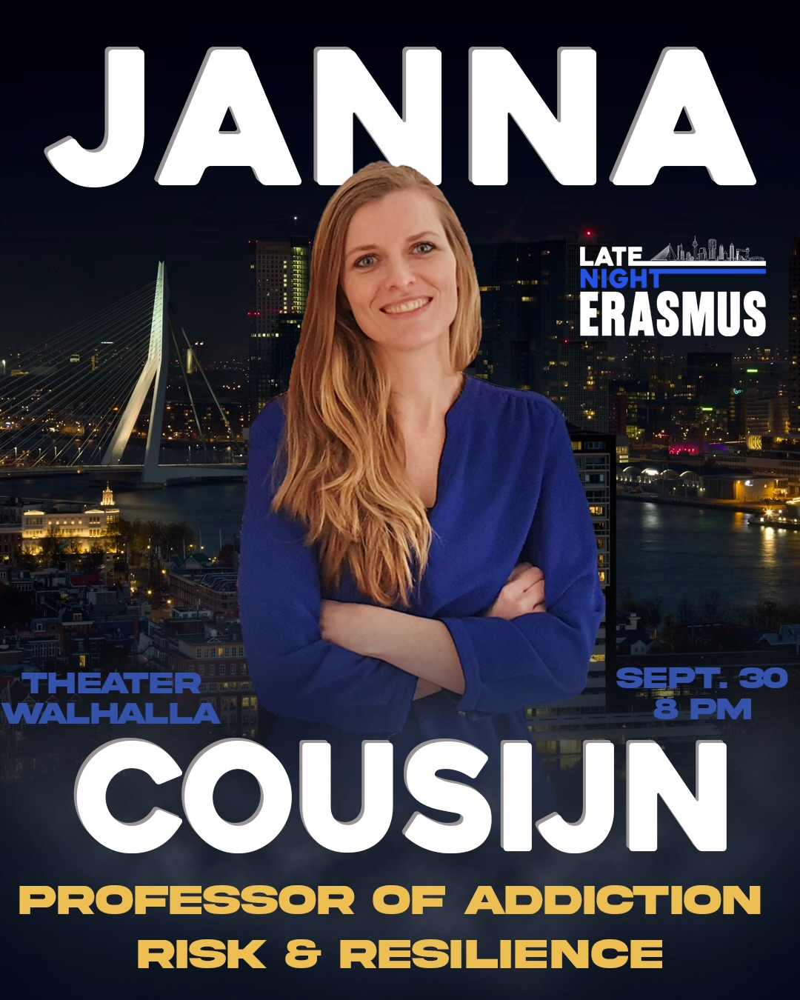 JANNA
LATE
NIGHT
ERASMUS
THEATER
WALHALLA
SEPT. 30
8 PM
COUSIJN
PROFESSOR OF ADDICTION
RISK & RESILIENCE